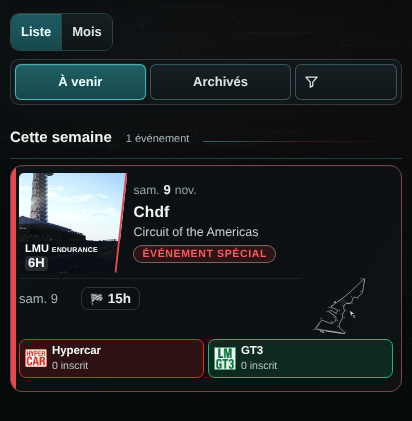 Liste Mois
À venir Archivés
Cette semaine 1 événement
sam. 9 nov.
Chdf
Circuit of the Americas
ÉVÉNEMENT SPÉCIAL
LMU ENDURANCE
6H
sam. 9 15h
HYPER CAR Hypercar
0 inscrit
LM GT3 GT3
0 inscrit